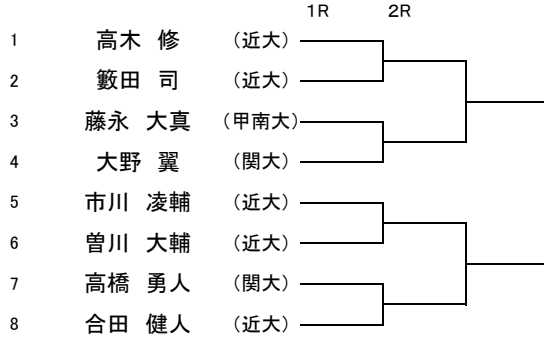 1R 2R
1 高木 修 (近大)
2 籔田 司 (近大)
3 藤永 大真 (甲南大)
4 大野 翼 (関大)
5 市川 凌輔 (近大)
6 曽川 大輔 (近大)
7 高橋 勇人 (関大)
8 合田 健人 (近大)